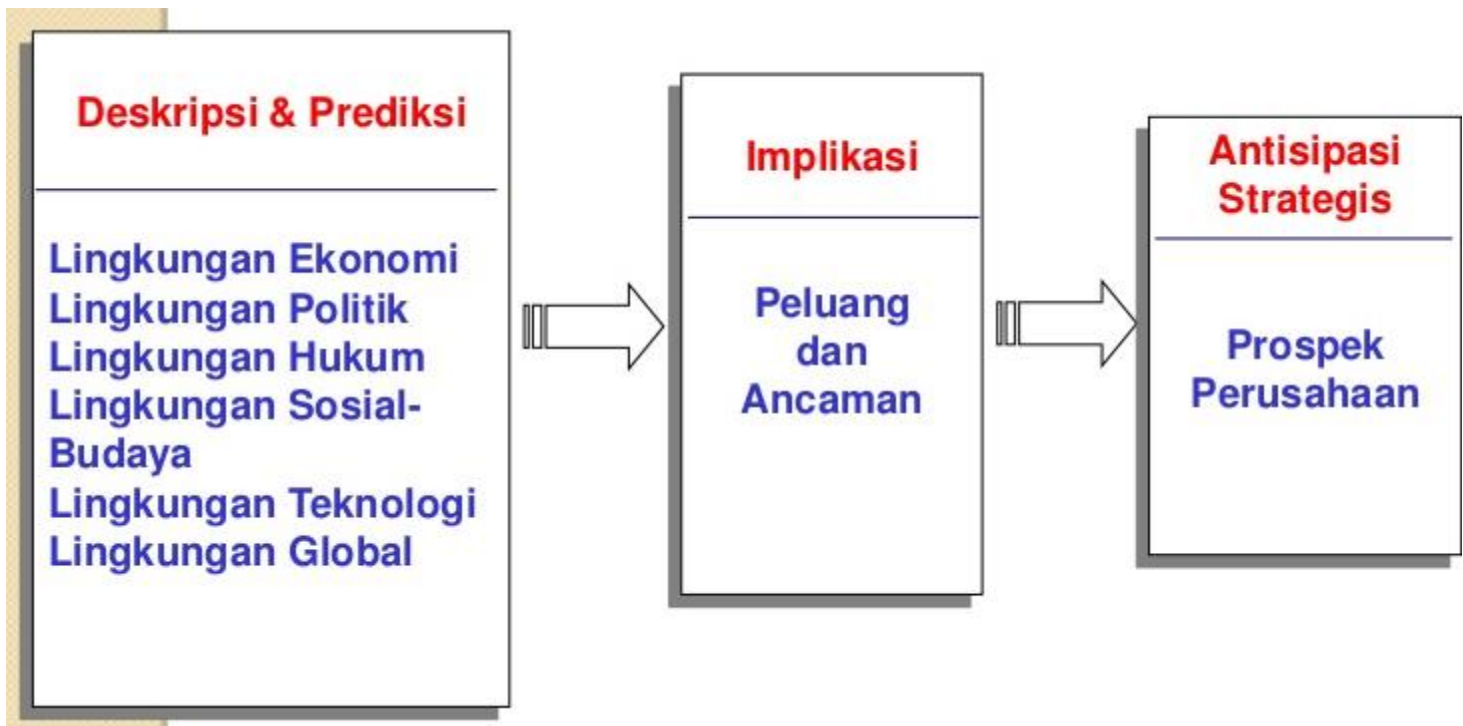 Deskripsi & Prediksi
Lingkungan Ekonomi
Lingkungan Politik
Lingkungan Hukum
Lingkungan Sosial-
Budaya
Lingkungan Teknologi
Lingkungan Global
Implikasi
Peluang
dan
Ancaman
Antisipasi
Strategis
Prospek
Perusahaan